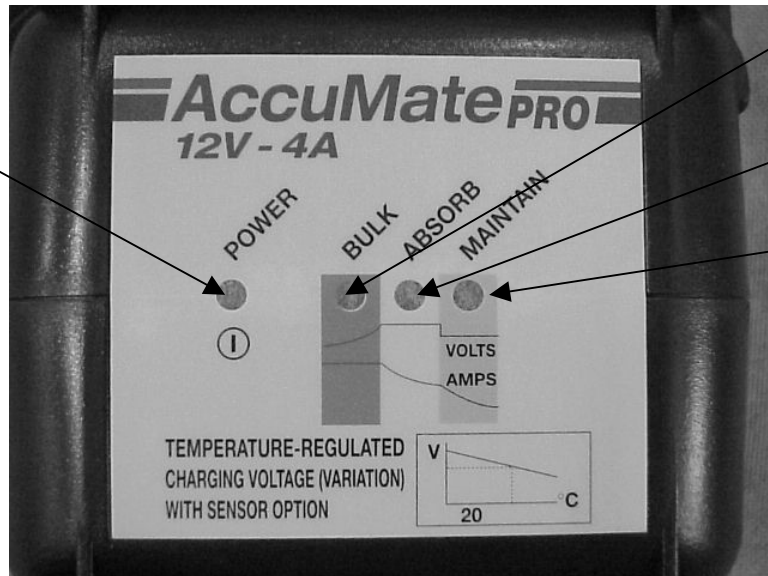 AccuMate PRO
12V - 4A
POWER
BULK
ABSORB
MAINTAIN
I
VOLTS
AMPS
TEMPERATURE-REGULATED
CHARGING VOLTAGE (VARIATION)
WITH SENSOR OPTION
V
20
°C